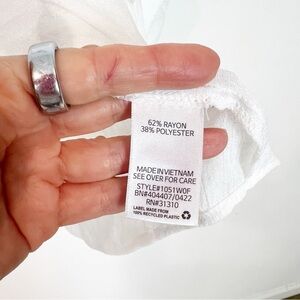 62% RAYON
38% POLYESTER
MADE IN VIETNAM
SEE OVER FOR CARE
STYLE#1051W0F
BN#404407/0422
RN#31310
LABEL MADE FROM
100% RECYCLED PLASTIC